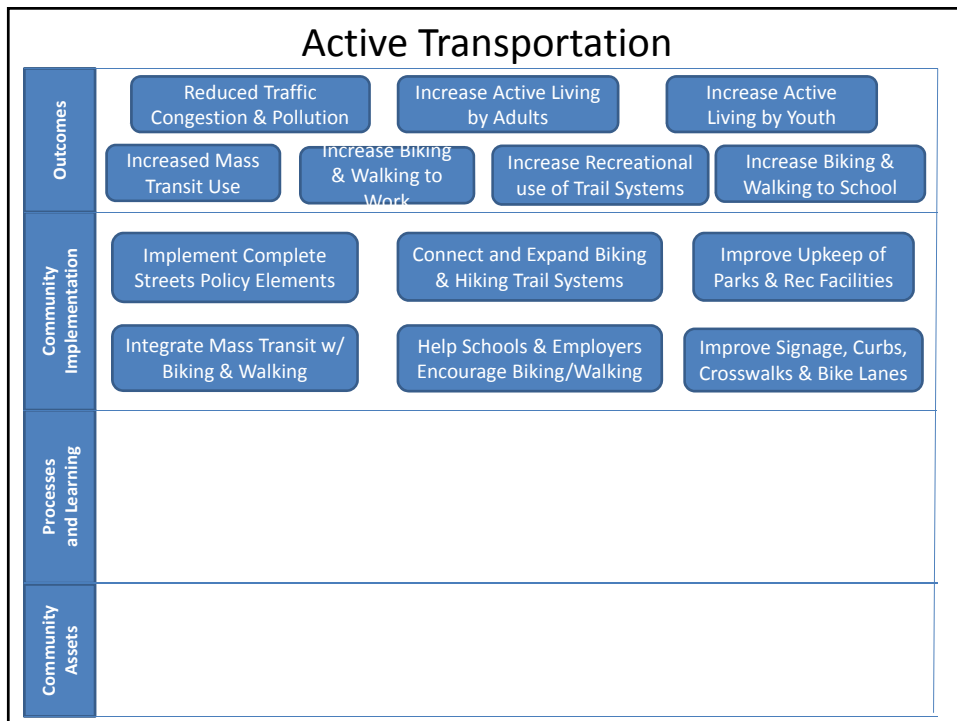 Active Transportation
Outcomes
Reduced Traffic
Congestion & Pollution
Increase Active Living
by Adults
Increase Active
Living by Youth
Increased Mass
Transit Use
Increase Biking
& Walking to
Work
Increase Recreational
use of Trail Systems
Increase Biking &
Walking to School
Community
Implementation
Implement Complete
Streets Policy Elements
Connect and Expand Biking
& Hiking Trail Systems
Improve Upkeep of
Parks & Rec Facilities
Integrate Mass Transit w/
Biking & Walking
Help Schools & Employers
Encourage Biking/Walking
Improve Signage, Curbs,
Crosswalks & Bike Lanes
Processes
and Learning
Community
Assets